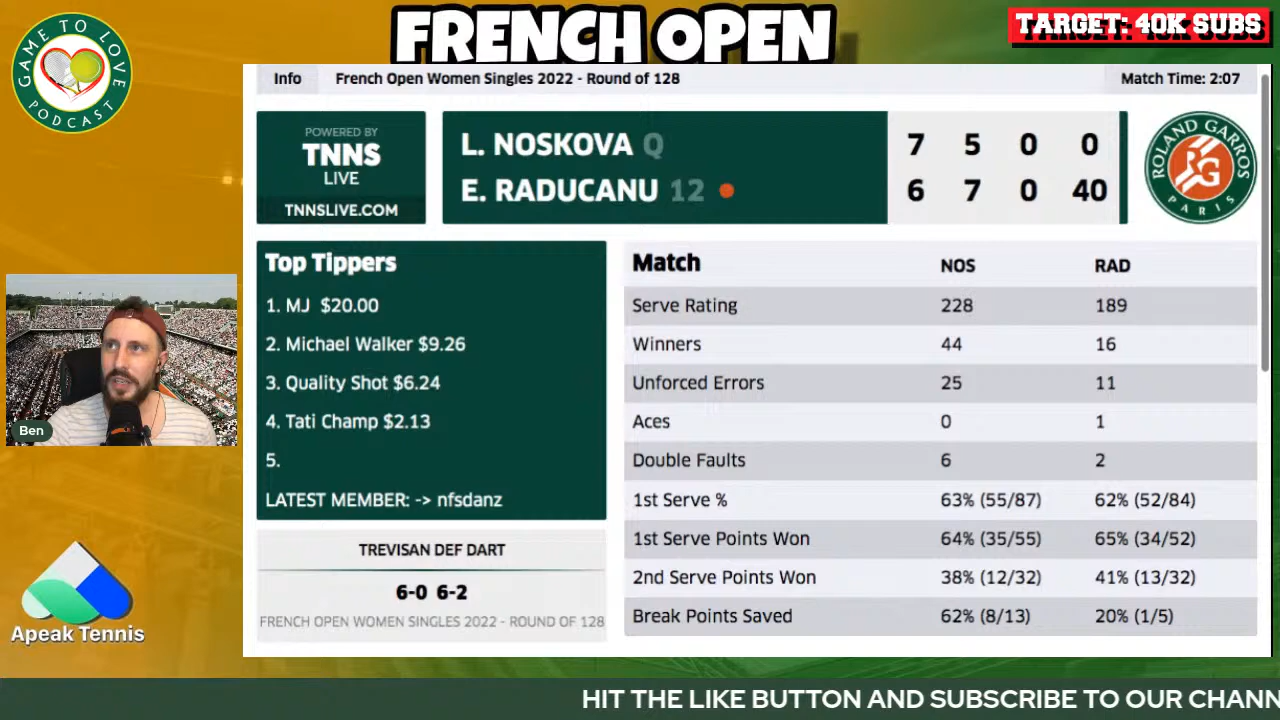 GAME TO LOVE
PODCAST
FRENCH OPEN
TARGET: 40K SUBS
Info French Open Women Singles 2022 - Round of 128 Match Time: 2:07
POWERED BY
TNNS
LIVE
TNNSLIVE.COM
L. NOSKOVA Q 7 5 0 0
E. RADUCANU 12 6 7 0 40
ROLAND GARROS
RG
PARIS
Top Tippers
1. MJ $20.00
2. Michael Walker $9.26
3. Quality Shot $6.24
4. Tati Champ $2.13
5.
LATEST MEMBER: -> nfsdanz
TREVISAN DEF DART
6-0 6-2
FRENCH OPEN WOMEN SINGLES 2022 - ROUND OF 128
Match NOS RAD
Serve Rating 228 189
Winners 44 16
Unforced Errors 25 11
Aces 0 1
Double Faults 6 2
1st Serve % 63% (55/87) 62% (52/84)
1st Serve Points Won 64% (35/55) 65% (34/52)
2nd Serve Points Won 38% (12/32) 41% (13/32)
Break Points Saved 62% (8/13) 20% (1/5)
Ben
Apeak Tennis
HIT THE LIKE BUTTON AND SUBSCRIBE TO OUR CHANN